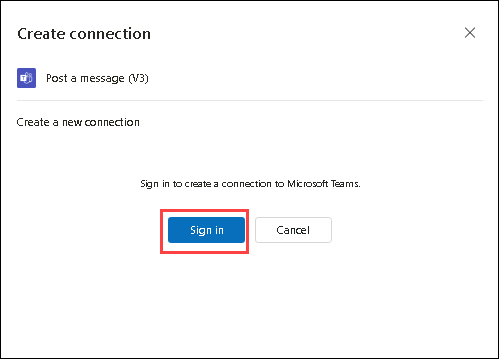 Create connection
Post a message (V3)
Create a new connection
Sign in to create a connection to Microsoft Teams.
Sign in
Cancel